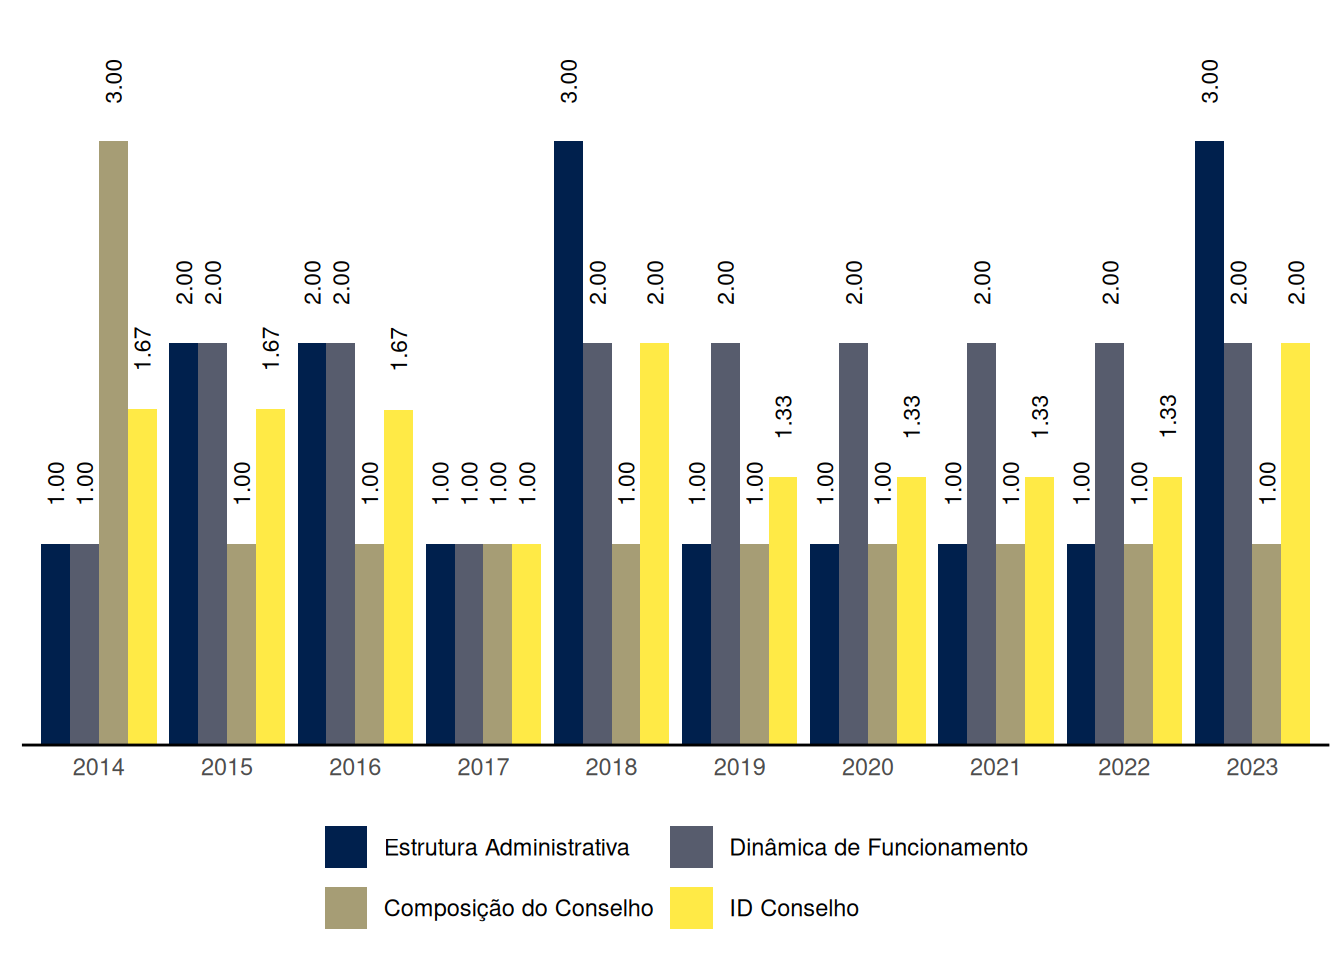 3.00 3.00 3.00
2.00 2.00 2.00 2.00 2.00 2.00 2.00 2.00 2.00 2.00 2.00 2.00
1.67 1.67 1.67
1.33 1.33 1.33 1.33
1.00 1.00 1.00 1.00 1.00 1.00 1.00 1.00 1.00 1.00 1.00 1.00 1.00 1.00 1.00 1.00 1.00 1.00
2014 2015 2016 2017 2018 2019 2020 2021 2022 2023
Estrutura Administrativa Dinâmica de Funcionamento
Composição do Conselho ID Conselho